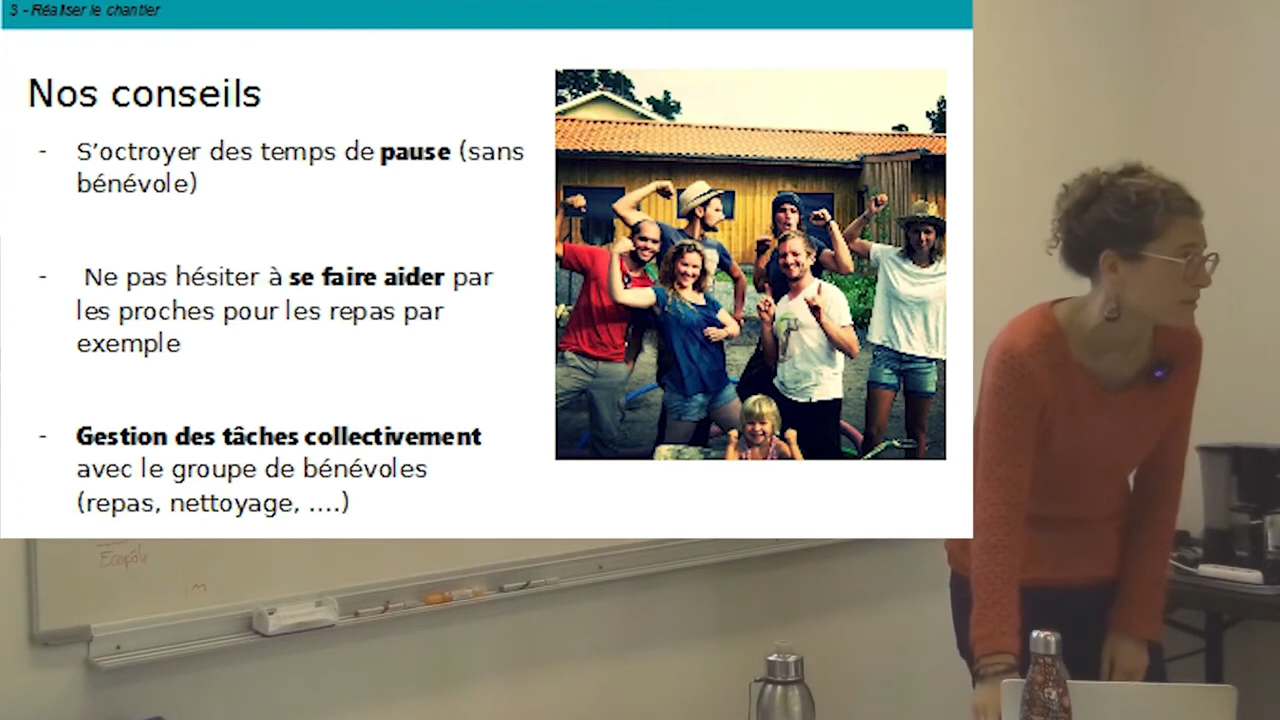 3 - Réaliser le chantier
Nos conseils
- S’octroyer des temps de pause (sans
bénévole)
- Ne pas hésiter à se faire aider par
les proches pour les repas par
exemple
- Gestion des tâches collectivement
avec le groupe de bénévoles
(repas, nettoyage, ....)
Ecopôle